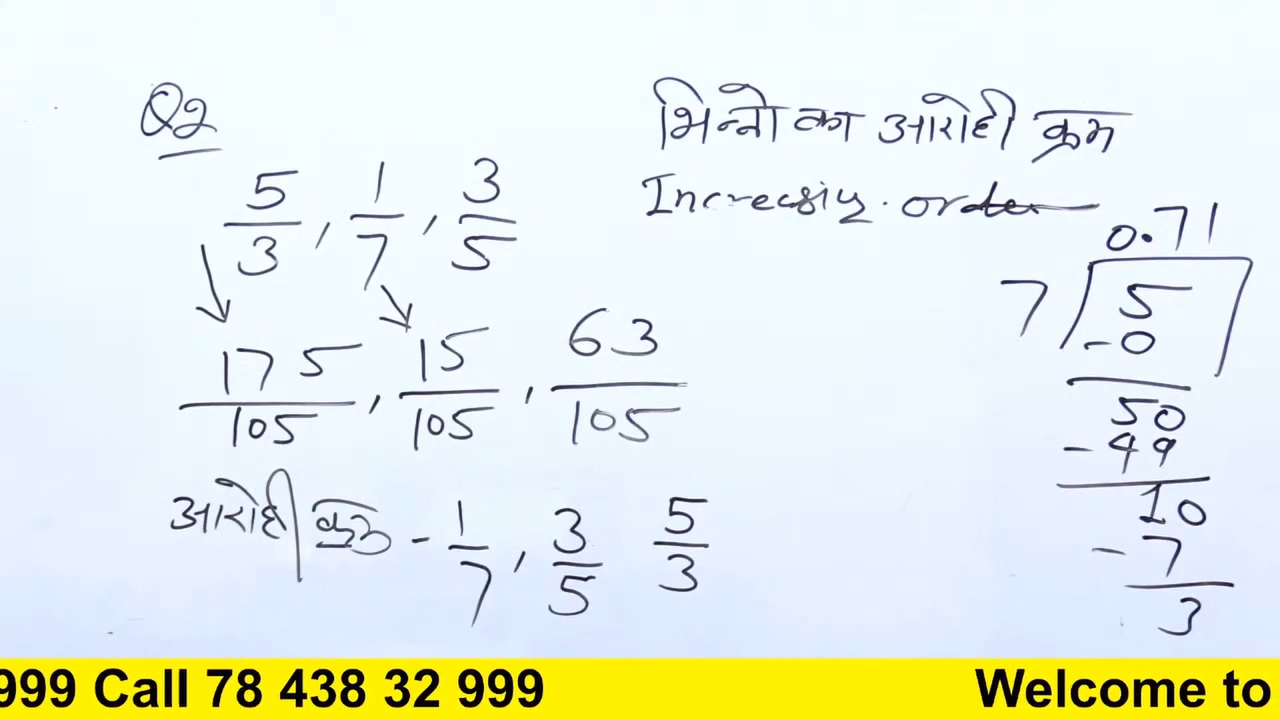 Q2
5/3, 1/7, 3/5
175/105, 15/105, 63/105
आरोही क्रम - 1/7, 3/5 5/3
भिन्नो का आरोही क्रम
Increasing order
0.71
7 5
-0
50
-49
10
-7
3
999 Call 78 438 32 999 Welcome to